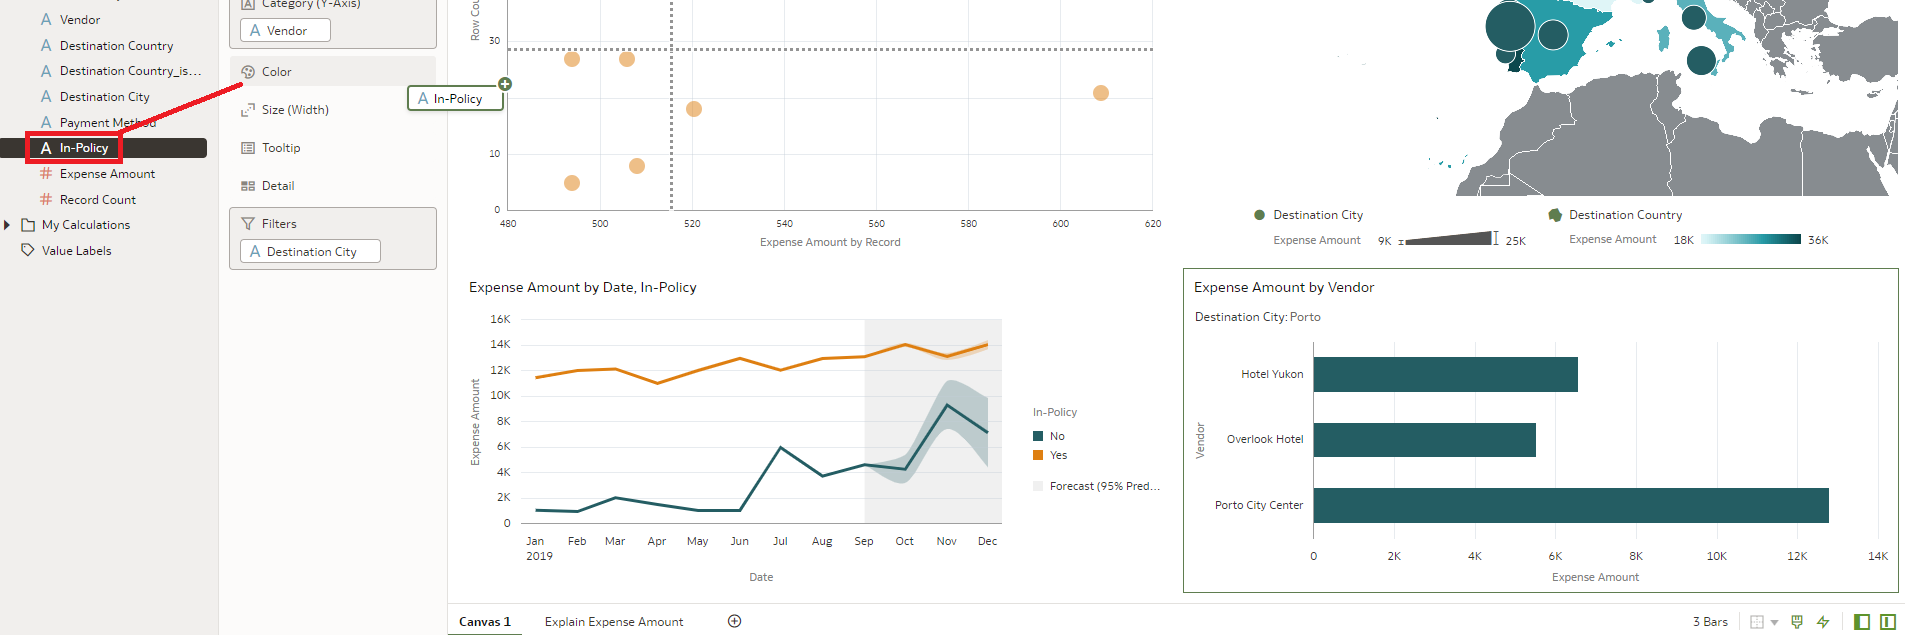 Vendor
Destination Country
Destination Country_is...
Destination City
Payment Method
In-Policy
Expense Amount
Record Count
My Calculations
Value Labels
Category (Y-Axis)
Vendor
Color
In-Policy
Size (Width)
Tooltip
Detail
Filters
Destination City
Row Cou
30
10
0
480
500
520
540
560
580
600
620
Expense Amount by Record
Destination City
Expense Amount
9K
25K
Destination Country
Expense Amount
18K
36K
Expense Amount by Date, In-Policy
16K
14K
12K
10K
8K
6K
4K
2K
0
Expense Amount
Jan Feb Mar Apr May Jun Jul Aug Sep Oct Nov Dec
2019
Date
In-Policy
No
Yes
Forecast (95% Pred...
Expense Amount by Vendor
Destination City: Porto
Vendor
Hotel Yukon
Overlook Hotel
Porto City Center
0 2K 4K 6K 8K 10K 12K 14K
Expense Amount
Canvas 1
Explain Expense Amount
3 Bars